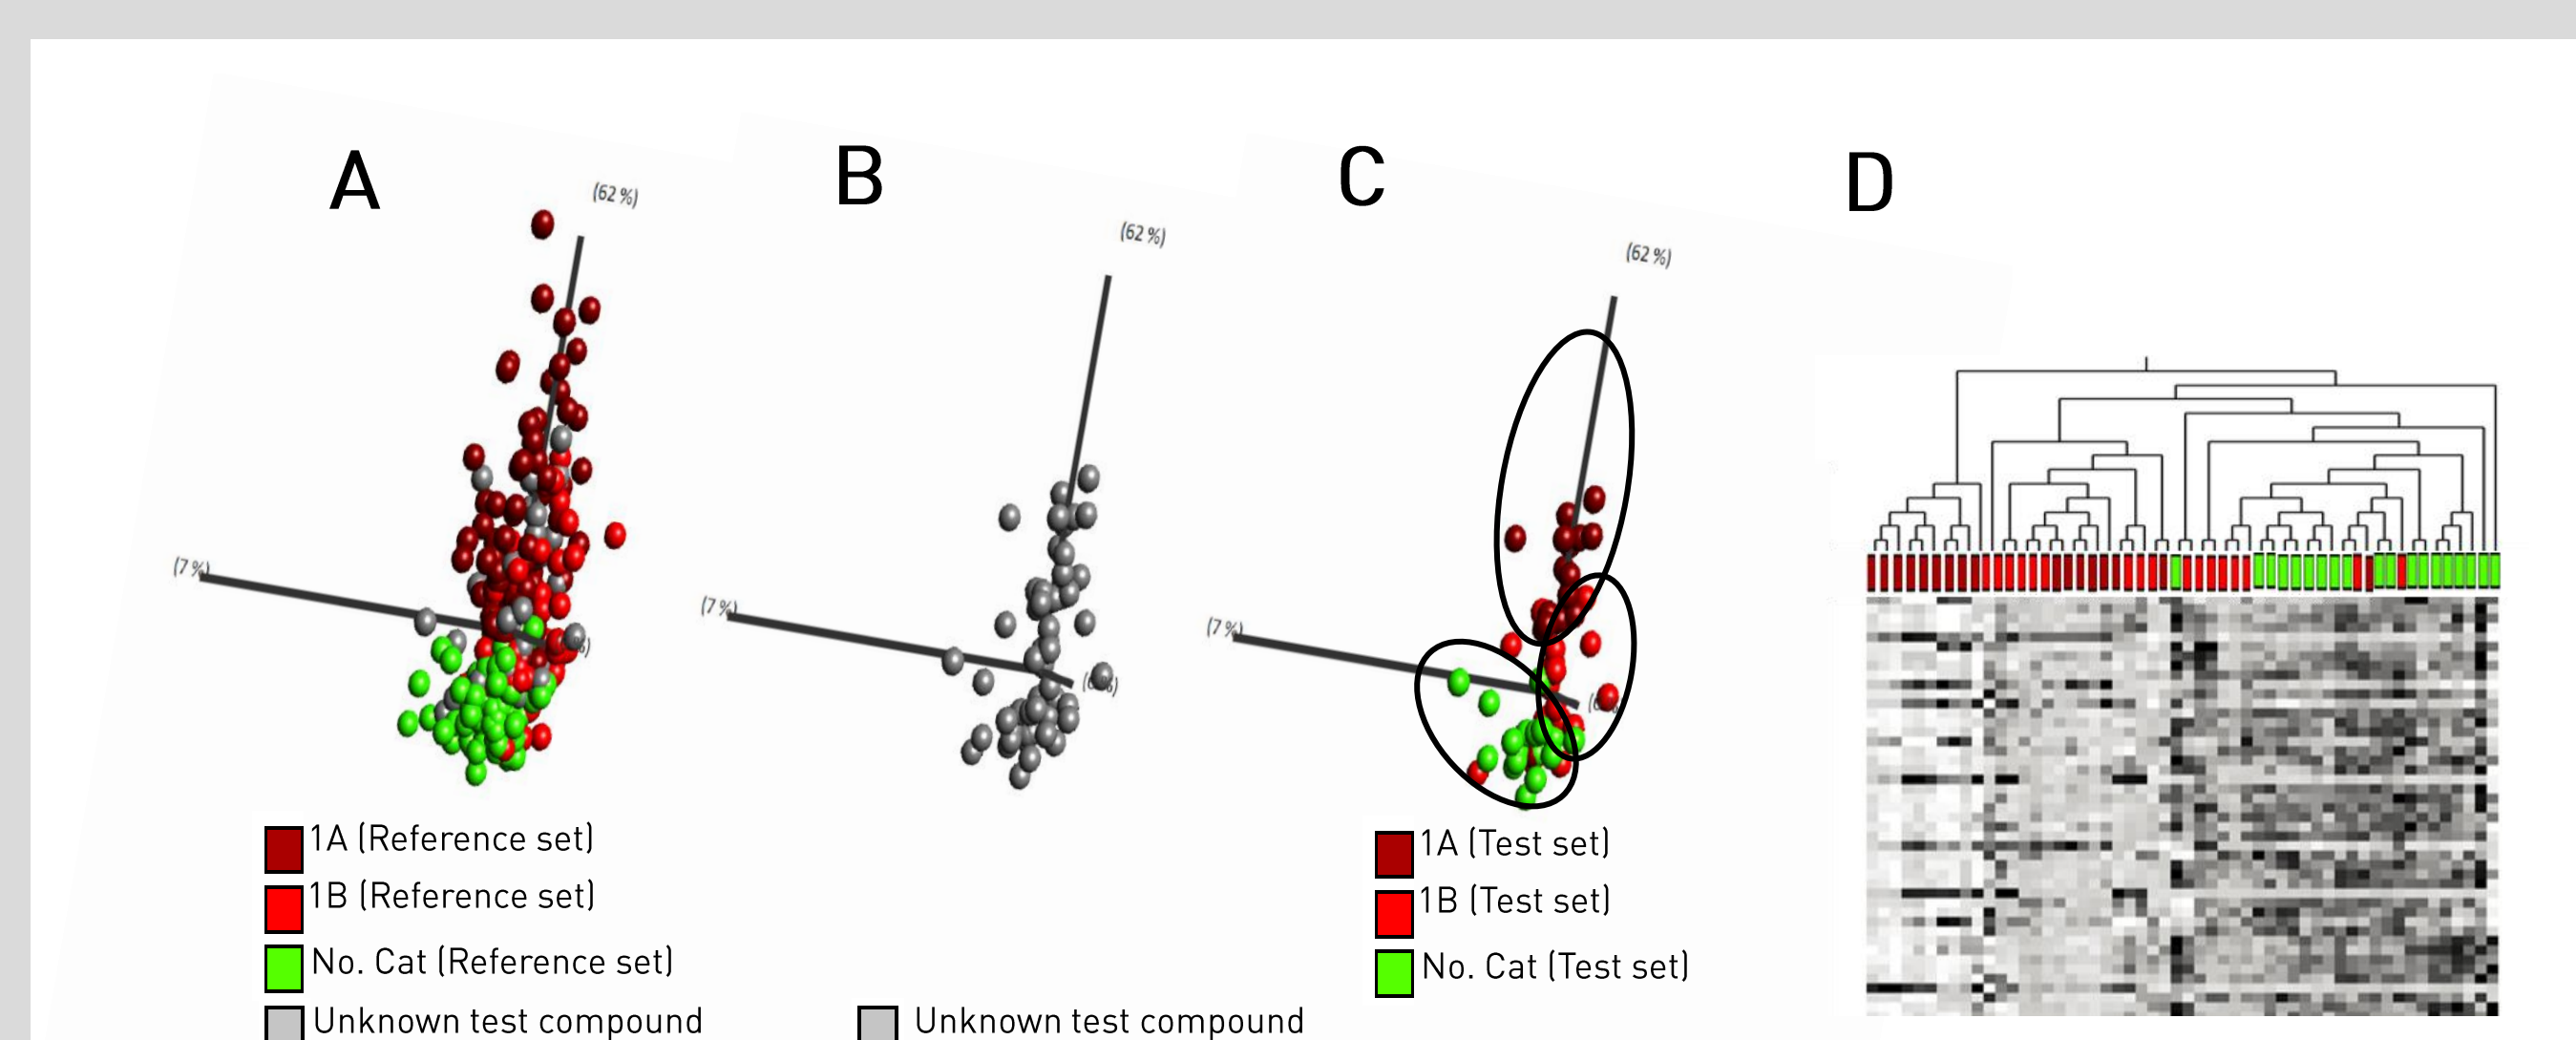 A
B
C
D
(62 %)
(62 %)
(62 %)
(7 %)
(7 %)
(7 %)
1A (Reference set)
1B (Reference set)
No. Cat (Reference set)
Unknown test compound
Unknown test compound
1A (Test set)
1B (Test set)
No. Cat (Test set)